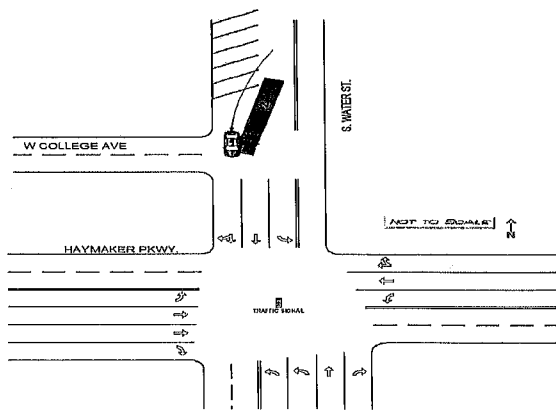 S. WATER ST.
W COLLEGE AVE
NOT TO SCALE
N
HAYMAKER PKWY.
TRAFFIC SIGNAL